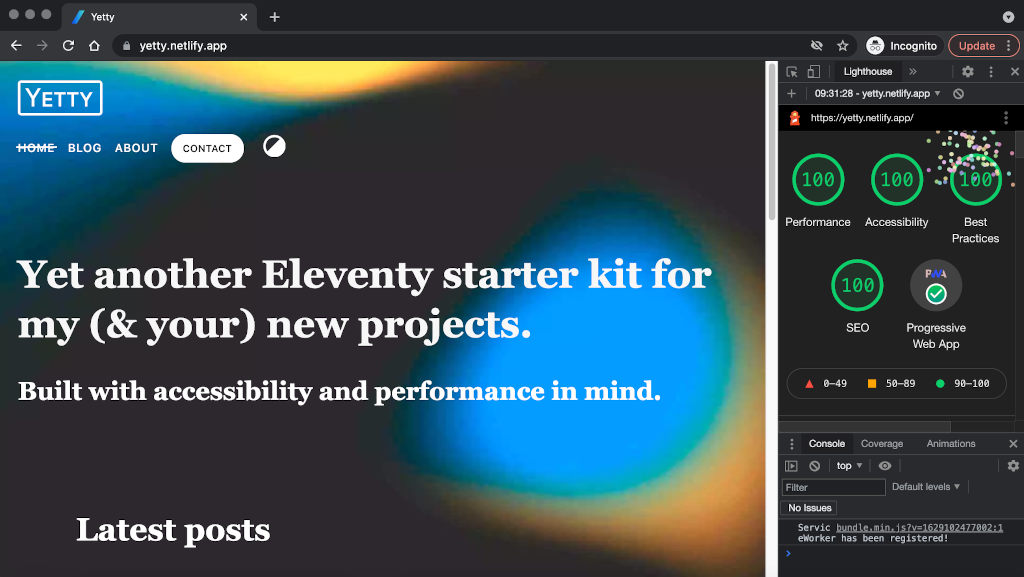 Yetty
yetty.netlify.app
Incognito
Update
YETTY
HOME BLOG ABOUT CONTACT
Yet another Eleventy starter kit for
my (& your) new projects.
Built with accessibility and performance in mind.
Latest posts
Lighthouse
09:31:28 - yetty.netlify.app
https://yetty.netlify.app/
100 100 100
Performance Accessibility Best
Practices
100 PWA
SEO Progressive
Web App
0–49 50–89 90–100
Console Coverage Animations
top
Filter Default levels
No Issues
Servic bundle.min.js?v=1629102477002:1
eWorker has been registered!